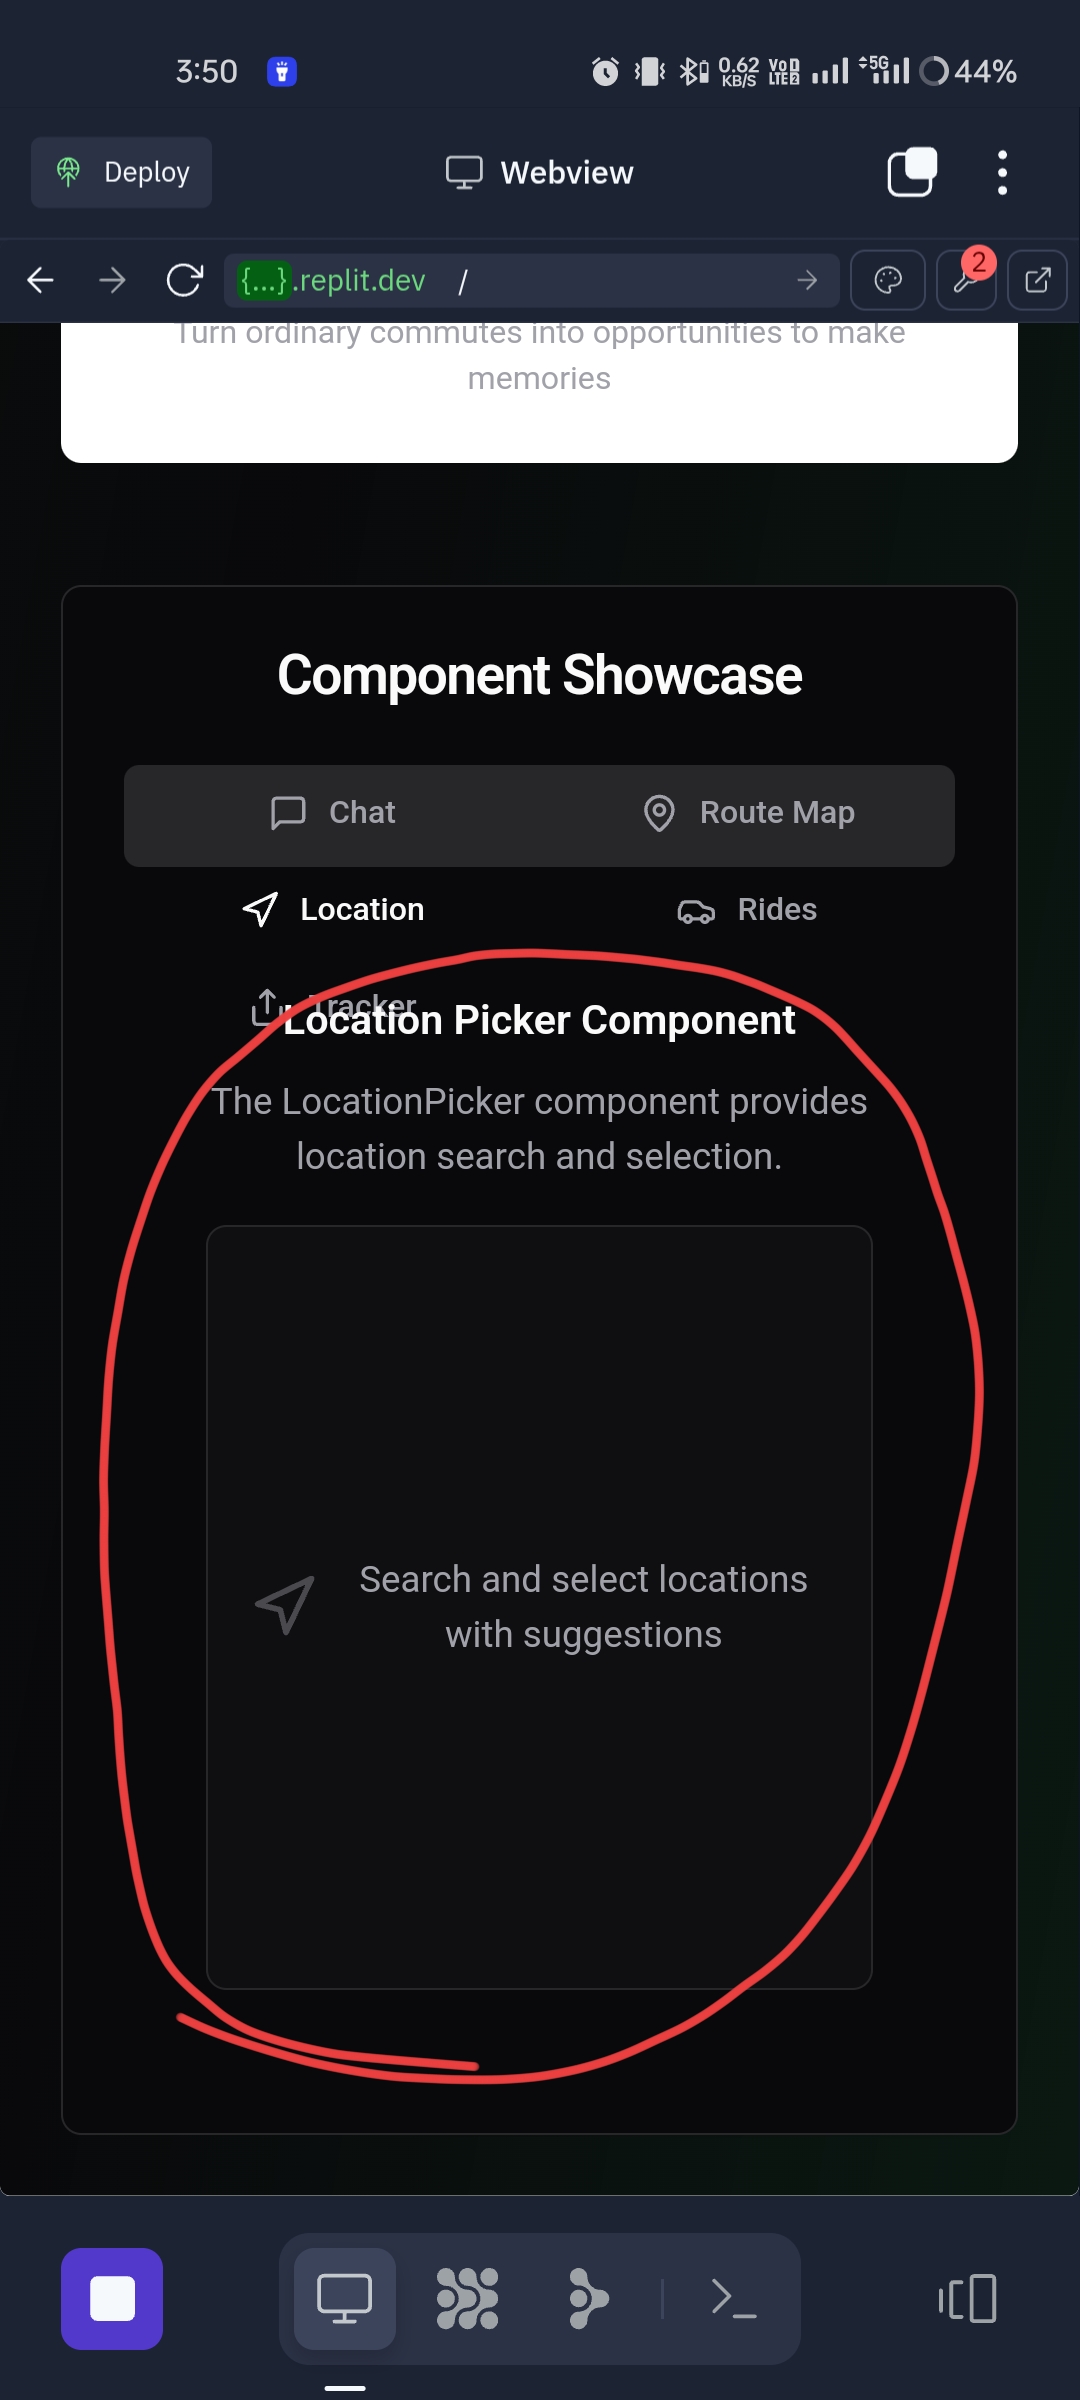 3:50
0.62
KB/S
VoD
LTE2
5G
44%
Deploy
Webview
{...}.replit.dev /
2
Turn ordinary commutes into opportunities to make
memories
Component Showcase
Chat
Route Map
Location
Rides
Tracker
Location Picker Component
The LocationPicker component provides
location search and selection.
Search and select locations
with suggestions